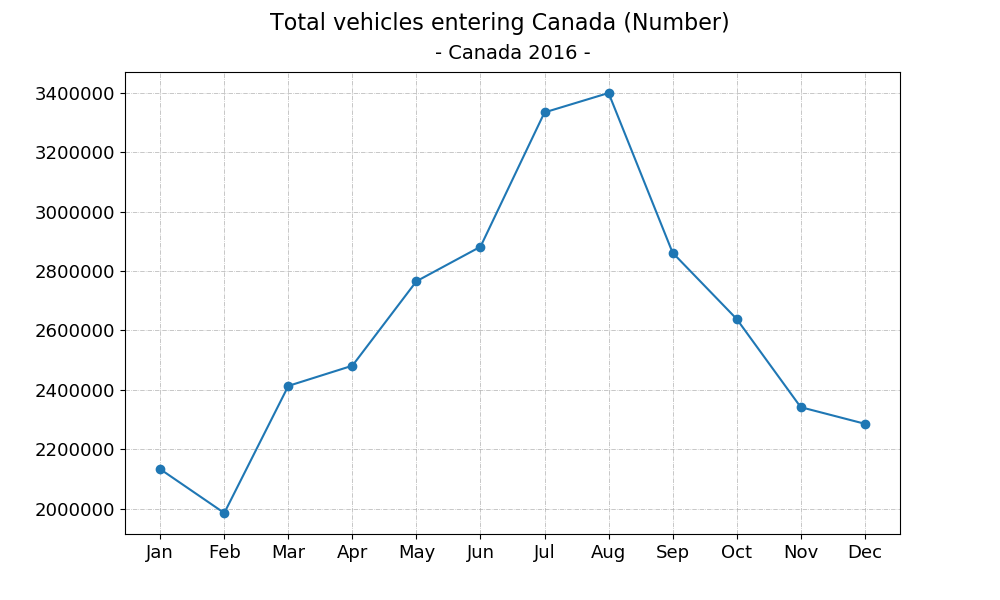 Total vehicles entering Canada (Number)
- Canada 2016 -
3400000
3200000
3000000
2800000
2600000
2400000
2200000
2000000
Jan Feb Mar Apr May Jun Jul Aug Sep Oct Nov Dec